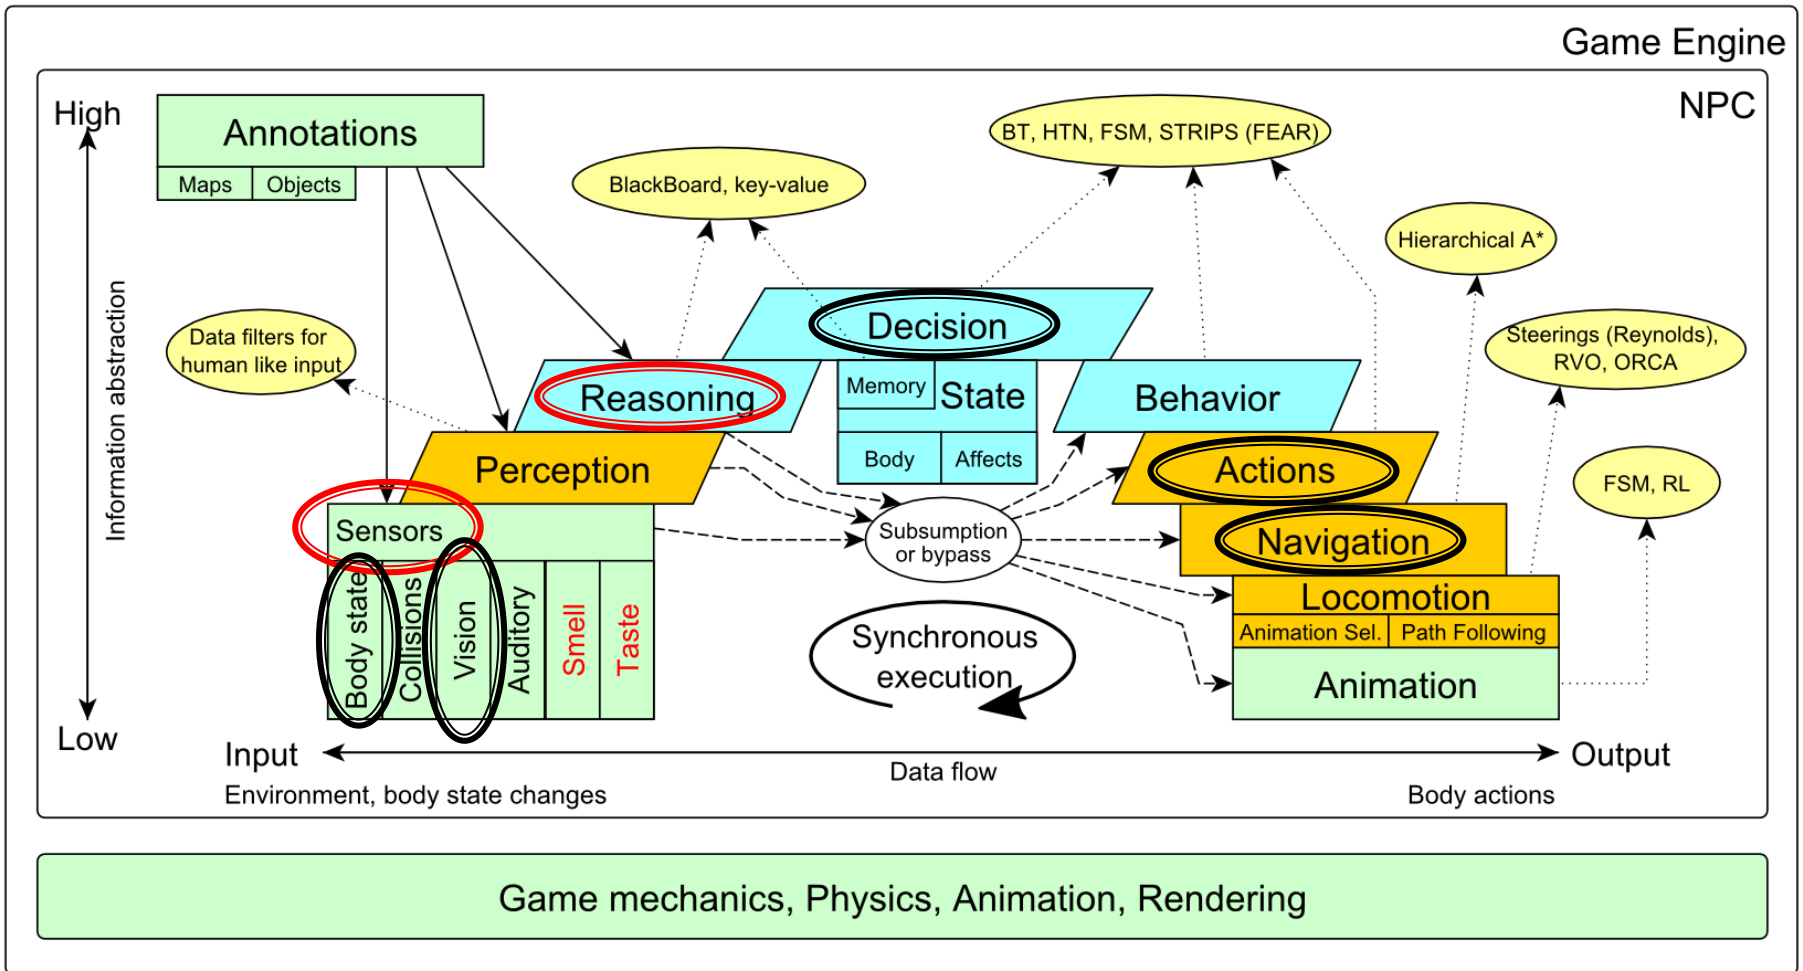 Game Engine
NPC
High
Annotations
Maps
Objects
BlackBoard, key-value
BT, HTN, FSM, STRIPS (FEAR)
Hierarchical A*
Information abstraction
Data filters for
human like input
Decision
Steerings (Reynolds),
RVO, ORCA
Reasoning
Memory
State
Behavior
Perception
Body
Affects
Actions
FSM, RL
Sensors
Subsumption
or bypass
Navigation
Body state
Collisions
Vision
Auditory
Smell
Taste
Locomotion
Animation Sel.
Path Following
Synchronous
execution
Animation
Low
Input
Data flow
Output
Environment, body state changes
Body actions
Game mechanics, Physics, Animation, Rendering